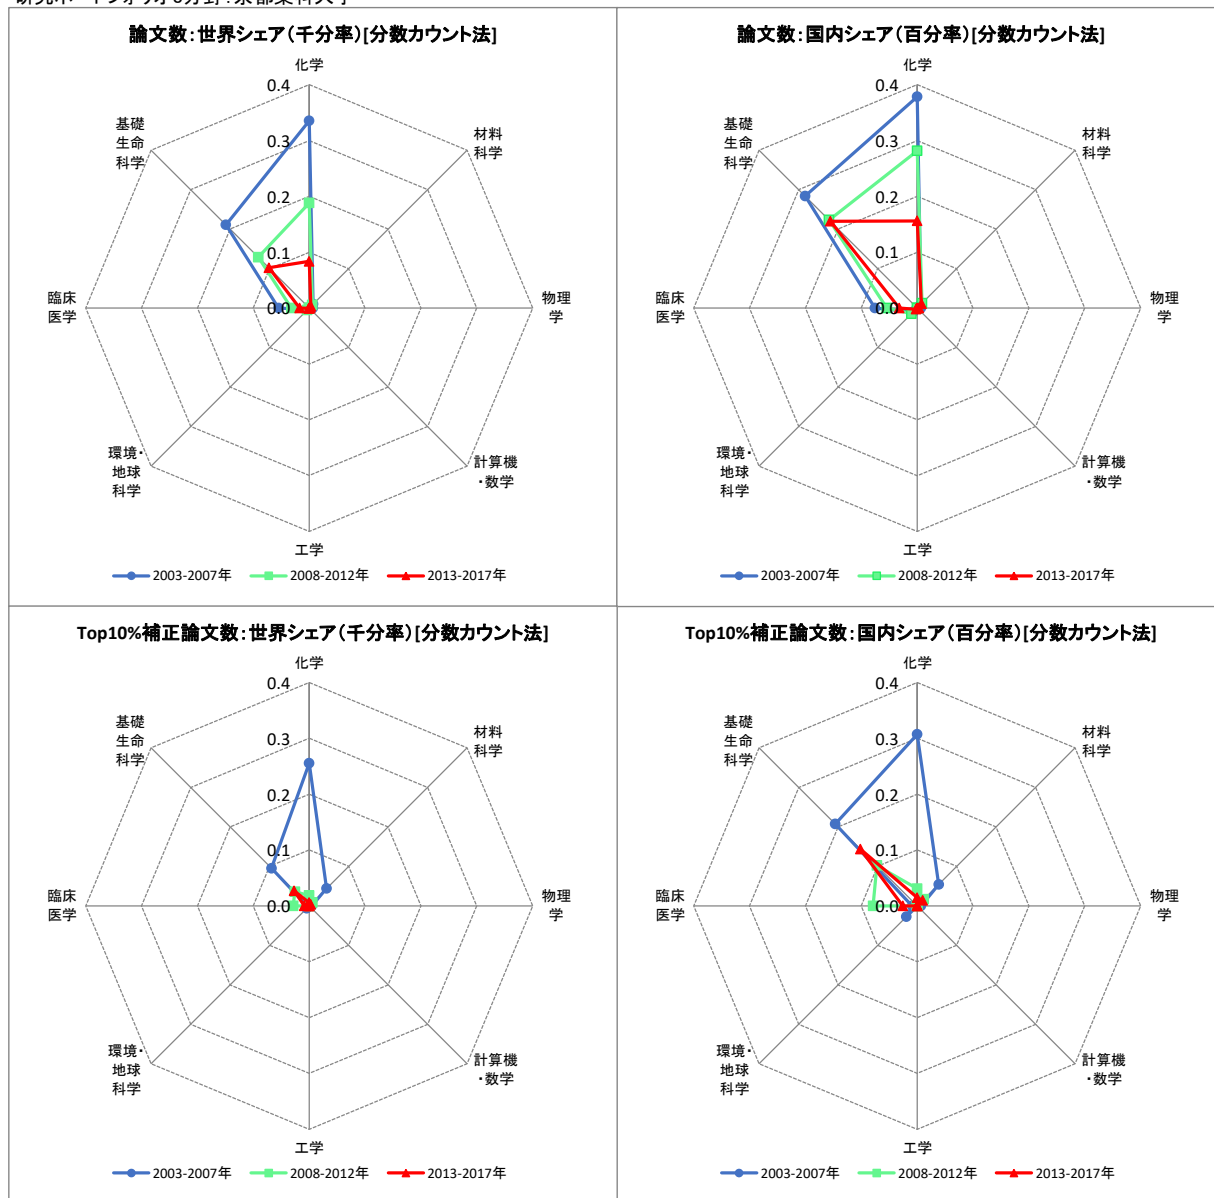 論文数:世界シェア(千分率)[分数カウント法]
化学
0.4
0.3
0.2
0.1
0.0
材料
科学
物理
学
計算機
・数学
工学
環境・
地球
科学
臨床
医学
基礎
生命
科学
2003-2007年 2008-2012年 2013-2017年
論文数:国内シェア(百分率)[分数カウント法]
化学
0.4
0.3
0.2
0.1
0.0
材料
科学
物理
学
計算機
・数学
工学
環境・
地球
科学
臨床
医学
基礎
生命
科学
2003-2007年 2008-2012年 2013-2017年
Top10%補正論文数:世界シェア(千分率)[分数カウント法]
化学
0.4
0.3
0.2
0.1
0.0
材料
科学
物理
学
計算機
・数学
工学
環境・
地球
科学
臨床
医学
基礎
生命
科学
2003-2007年 2008-2012年 2013-2017年
Top10%補正論文数:国内シェア(百分率)[分数カウント法]
化学
0.4
0.3
0.2
0.1
0.0
材料
科学
物理
学
計算機
・数学
工学
環境・
地球
科学
臨床
医学
基礎
生命
科学
2003-2007年 2008-2012年 2013-2017年